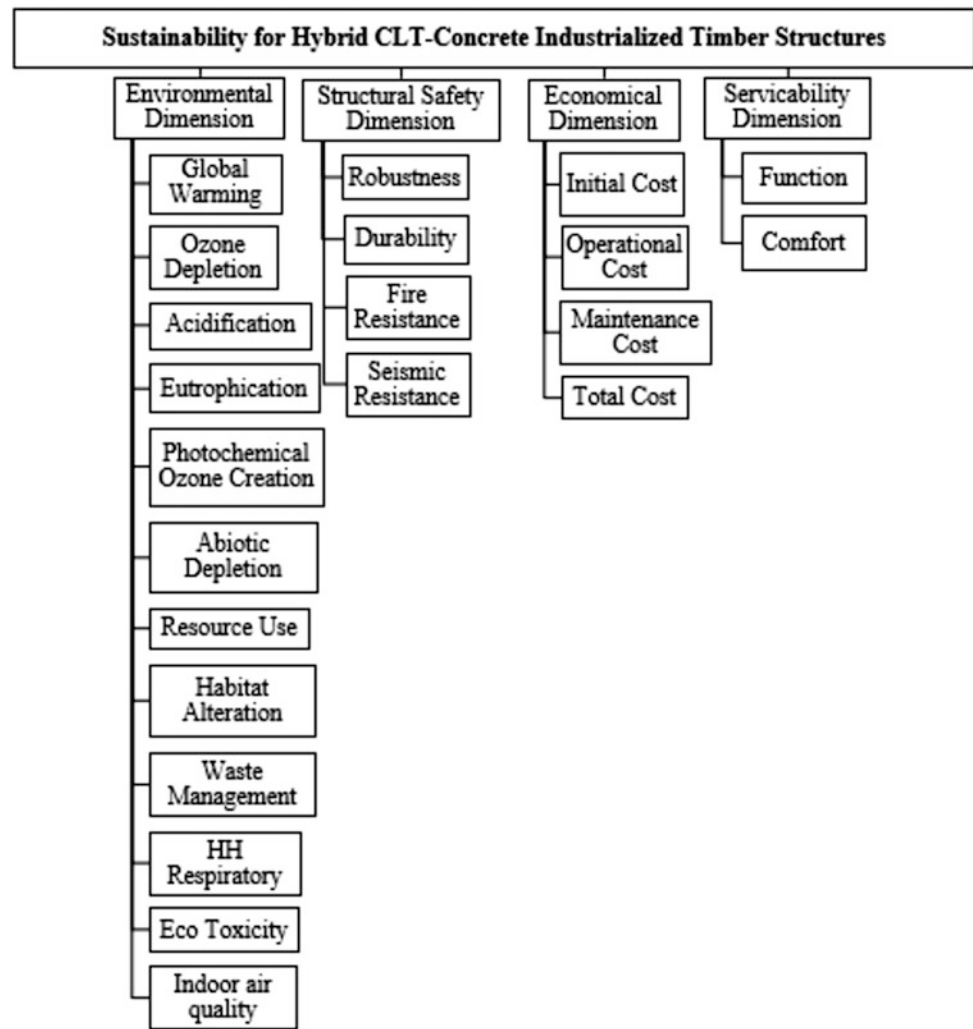 Sustainability for Hybrid CLT-Concrete Industrialized Timber Structures
Environmental
Dimension
Global
Warming
Ozone
Depletion
Acidification
Eutrophication
Photochemical
Ozone Creation
Abiotic
Depletion
Resource Use
Habitat
Alteration
Waste
Management
HH
Respiratory
Eco Toxicity
Indoor air
quality
Structural Safety
Dimension
Robustness
Durability
Fire
Resistance
Seismic
Resistance
Economical
Dimension
Initial Cost
Operational
Cost
Maintenance
Cost
Total Cost
Servicability
Dimension
Function
Comfort